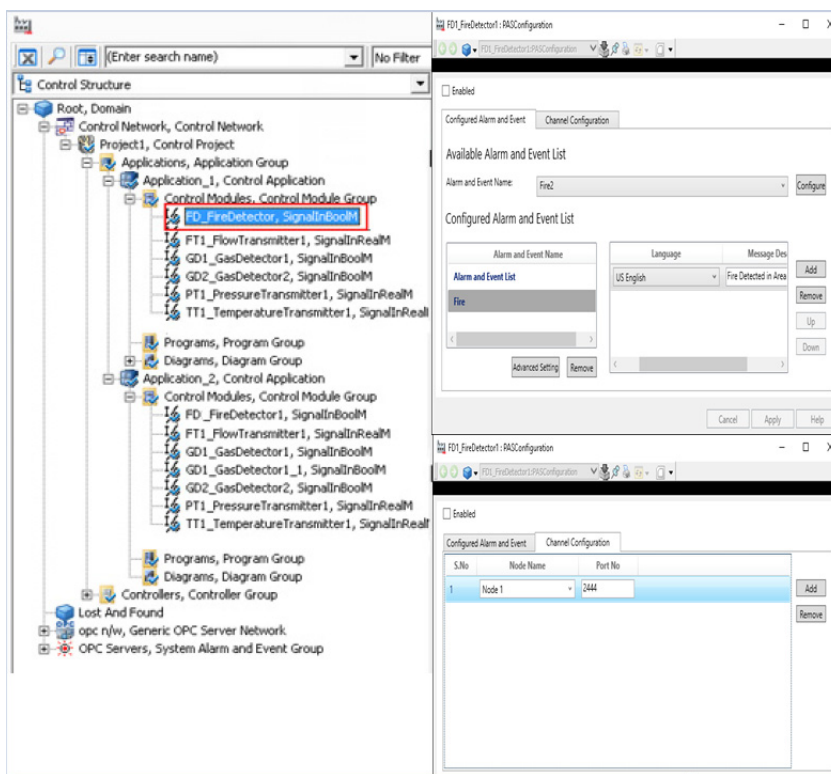 (Enter search name)
No Filter
Control Structure
Root, Domain
Control Network, Control Network
Project1, Control Project
Applications, Application Group
Application_1, Control Application
Control Modules, Control Module Group
FD_FireDetector, SignalInBoolM
FT1_FlowTransmitter1, SignalInRealM
GD1_GasDetector1, SignalInBoolM
GD2_GasDetector2, SignalInBoolM
PT1_PressureTransmitter1, SignalInRealM
TT1_TemperatureTransmitter1, SignalInReal
Programs, Program Group
Diagrams, Diagram Group
Application_2, Control Application
Control Modules, Control Module Group
FD_FireDetector1, SignalInBoolM
FT1_FlowTransmitter1, SignalInRealM
GD1_GasDetector1, SignalInBoolM
GD1_GasDetector1_1, SignalInBoolM
GD2_GasDetector2, SignalInBoolM
PT1_PressureTransmitter1, SignalInRealM
TT1_TemperatureTransmitter1, SignalInReal
Programs, Program Group
Diagrams, Diagram Group
Controllers, Controller Group
Lost And Found
opc n/w, Generic OPC Server Network
OPC Servers, System Alarm and Event Group
FD1_FireDetector1 : PASConfiguration
FD1_FireDetector1:PASConfiguration
Enabled
Configured Alarm and Event Channel Configuration
Available Alarm and Event List
Alarm and Event Name: Fire2 Configure
Configured Alarm and Event List
Alarm and Event Name Language Message Des
Alarm and Event List US English Fire Detected in Area Add
Fire Remove
Up
Down
Advanced Setting Remove
Cancel Apply Help
FD1_FireDetector1 : PASConfiguration
FD1_FireDetector1:PASConfiguration
Enabled
Configured Alarm and Event Channel Configuration
S.No Node Name Port No
1 Node 1 2444 Add
Remove